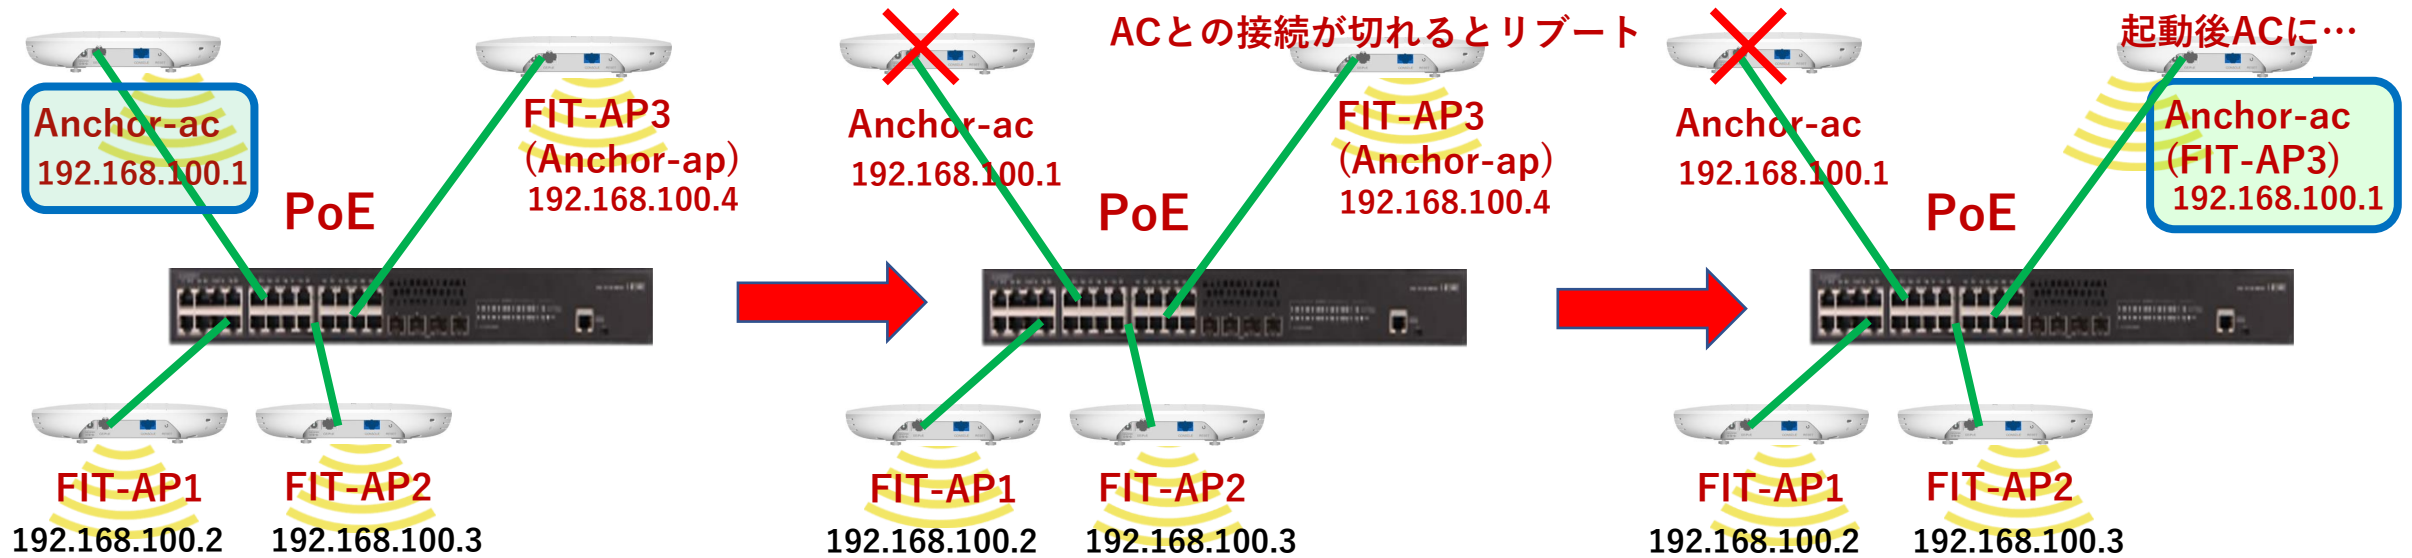 Anchor-ac
192.168.100.1
FIT-AP3
(Anchor-ap)
192.168.100.4
PoE
FIT-AP1
192.168.100.2
FIT-AP2
192.168.100.3
ACとの接続が切れるとリブート
Anchor-ac
192.168.100.1
FIT-AP3
(Anchor-ap)
192.168.100.4
PoE
FIT-AP1
192.168.100.2
FIT-AP2
192.168.100.3
起動後ACに…
Anchor-ac
192.168.100.1
Anchor-ac
(FIT-AP3)
192.168.100.1
PoE
FIT-AP1
192.168.100.2
FIT-AP2
192.168.100.3